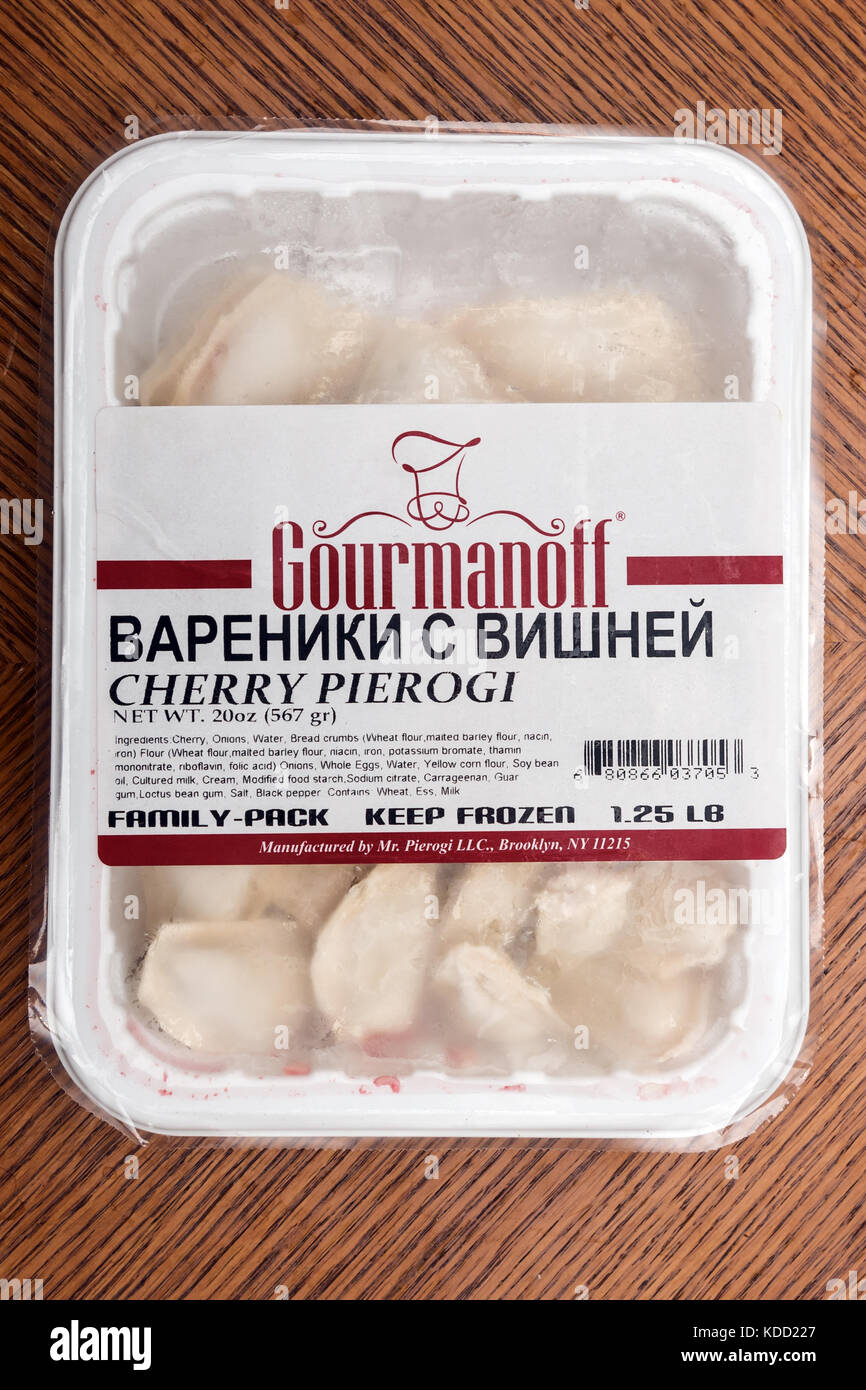 Gourmanoff®
ВАРЕНИКИ С ВИШНЕЙ
CHERRY PIEROGI
NET WT. 20oz (567 gr)
Ingredients:Cherry, Onions, Water, Bread crumbs (Wheat flour,malted barley flour, niacin,
iron) Flour (Wheat flour,malted barley flour, niacin, iron, potassium bromate, thamin
mononitrate, riboflavin, folic acid) Onions, Whole Eggs, Water, Yellow corn flour, Soy bean
oil, Cultured milk, Cream, Modified food starch,Sodium citrate, Carrageenan, Guar
gum,Loctus bean gum, Salt, Black pepper Contains: Wheat, Ess, Milk
6 80866 03705 3
FAMILY-PACK KEEP FROZEN 1.25 LB
Manufactured by Mr. Pierogi LLC., Brooklyn, NY 11215
alamy
Image ID: KDD227
www.alamy.com